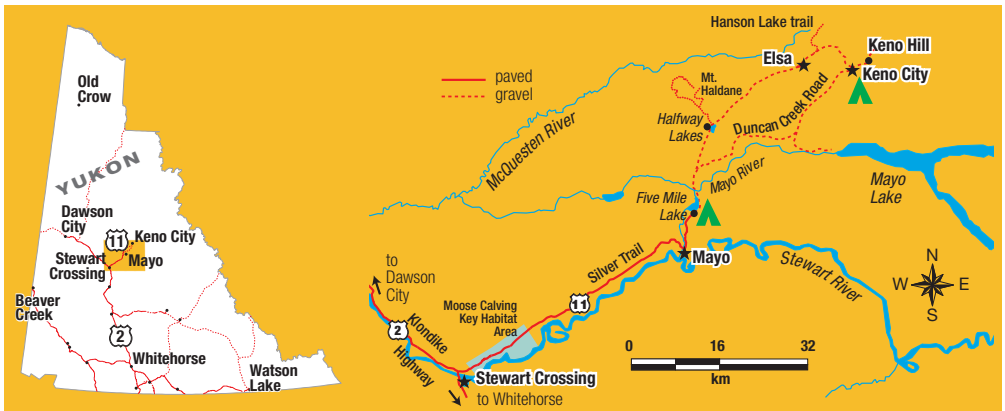 Old
Crow
YUKON
Dawson
City
11
Keno City
Stewart
Crossing
Mayo
Beaver
Creek
2
Whitehorse
Watson
Lake
paved
gravel
Hanson Lake trail
Elsa
Keno Hill
Keno City
Mt.
Haldane
Duncan Creek Road
Halfway
Lakes
McQuesten River
Mayo River
Mayo
Lake
Five Mile
Lake
Mayo
Silver Trail
11
Stewart River
to
Dawson
City
Moose Calving
Key Habitat
Area
2
Klondike
Highway
Stewart Crossing
to Whitehorse
N
W
E
S
0
16
32
km